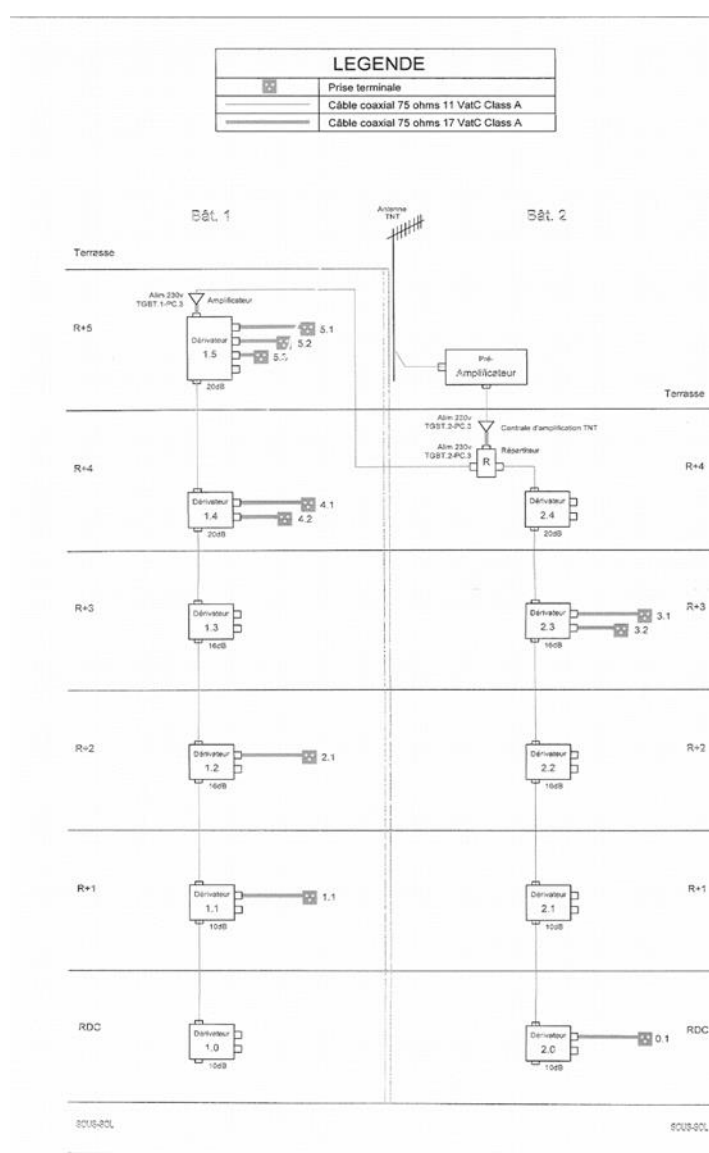 LEGENDE
Prise terminale
Câble coaxial 75 ohms 11 VatC Class A
Câble coaxial 75 ohms 17 VatC Class A
Bât. 1
Antenne
TNT
Bât. 2
Terrasse
Alim 230v
TGBT.1-PC.3
Amplificateur
R+5
Dérivateur
1.5
5.1
5.2
5.3
20dB
Pré-
Amplificateur
Terrasse
Alim 230v
TGBT.2-PC.3
Centrale d'amplification TNT
Alim 230v
TGBT.2-PC.3
Répartiteur
R
R+4
R+4
Dérivateur
1.4
4.1
4.2
20dB
Dérivateur
2.4
20dB
R+3
R+3
Dérivateur
1.3
16dB
Dérivateur
2.3
3.1
3.2
16dB
R+2
R+2
Dérivateur
1.2
2.1
16dB
Dérivateur
2.2
16dB
R+1
R+1
Dérivateur
1.1
1.1
10dB
Dérivateur
2.1
10dB
RDC
RDC
Dérivateur
1.0
10dB
Dérivateur
2.0
0.1
10dB
SOUS-SOL
SOUS-SOL